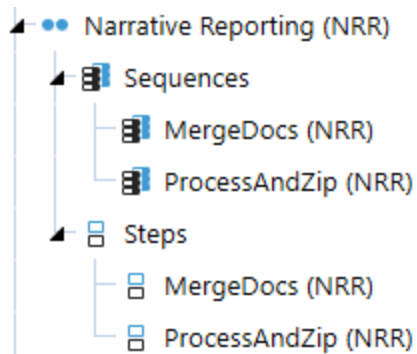 Narrative Reporting (NRR)
Sequences
MergeDocs (NRR)
ProcessAndZip (NRR)
Steps
MergeDocs (NRR)
ProcessAndZip (NRR)